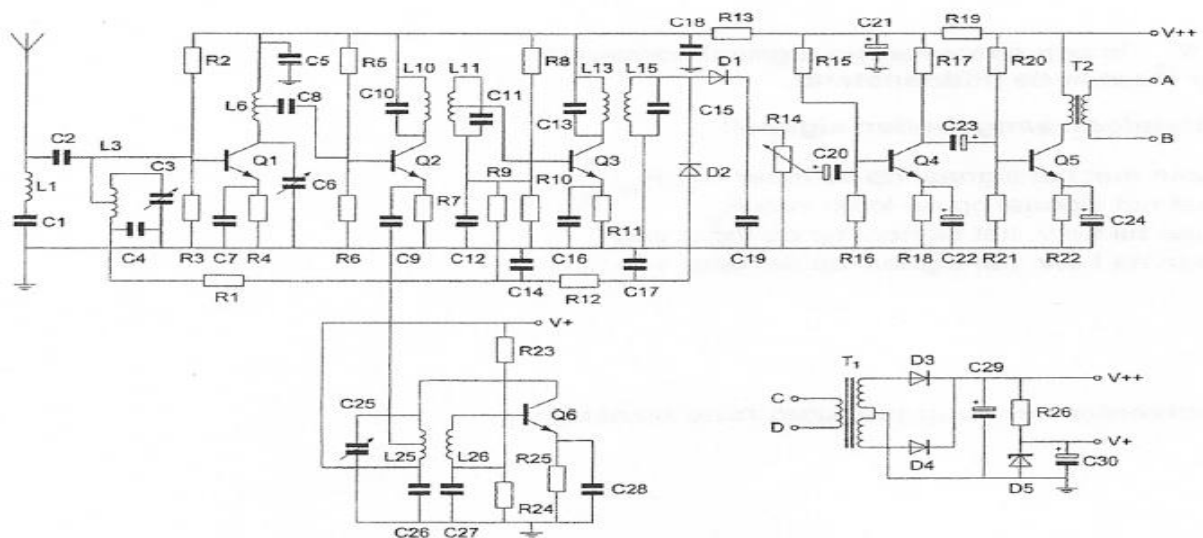 C18 R13 C21 R19 V++
R2 C5 R5 L10 L11 R8 L13 L15 D1 R15 R17 R20 T2
L6 C8 C10 C11 C15 A
C2 L3 C3 C13 R14 C20 C23 B
Q1 Q2 Q3 Q4 Q5
L1 C6 R7 R9 R10 D2
C1 R11 C24
C4 R3 C7 R4 R6 C9 C12 C16 C19 R16 R18 C22 R21 R22
R1 C14 R12 C17
V+
R23
T1 D3 C29 V++
C25 Q6 C R26
D V+
L25 L26 R25 D4 C30
R24 C28 D5
C26 C27